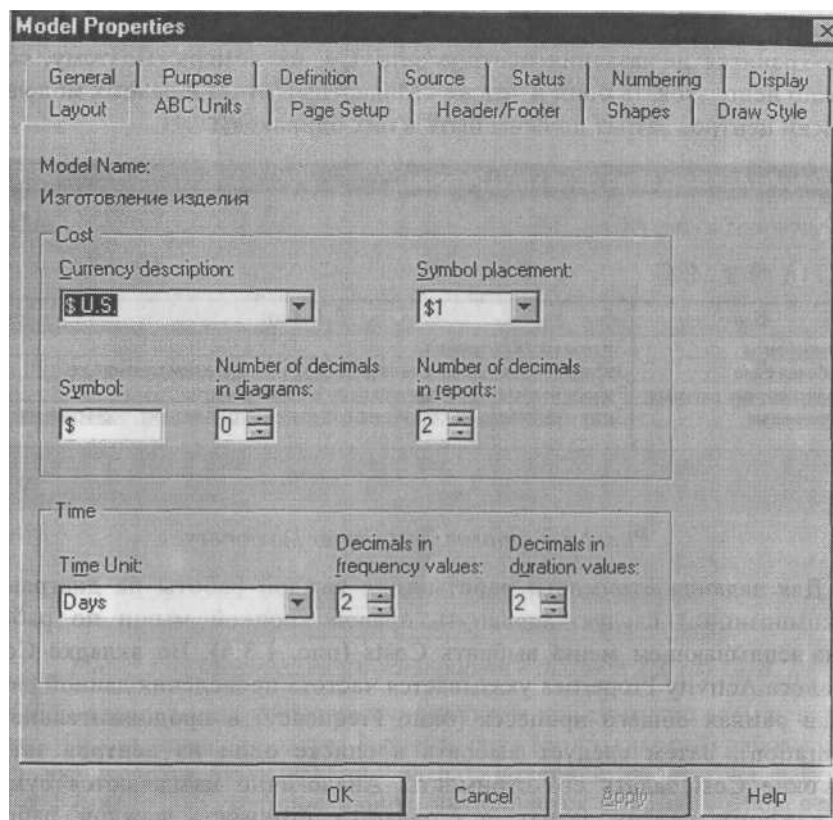 Model Properties
General Purpose Definition Source Status Numbering Display
Layout ABC Units Page Setup Header/Footer Shapes Draw Style
Model Name:
Изготовление изделия
Cost
Currency description: Symbol placement:
$ U.S. $1
Symbol: Number of decimals in diagrams: Number of decimals in reports:
$ 0 2
Time
Time Unit: Decimals in frequency values: Decimals in duration values:
Days 2 2
OK Cancel Apply Help